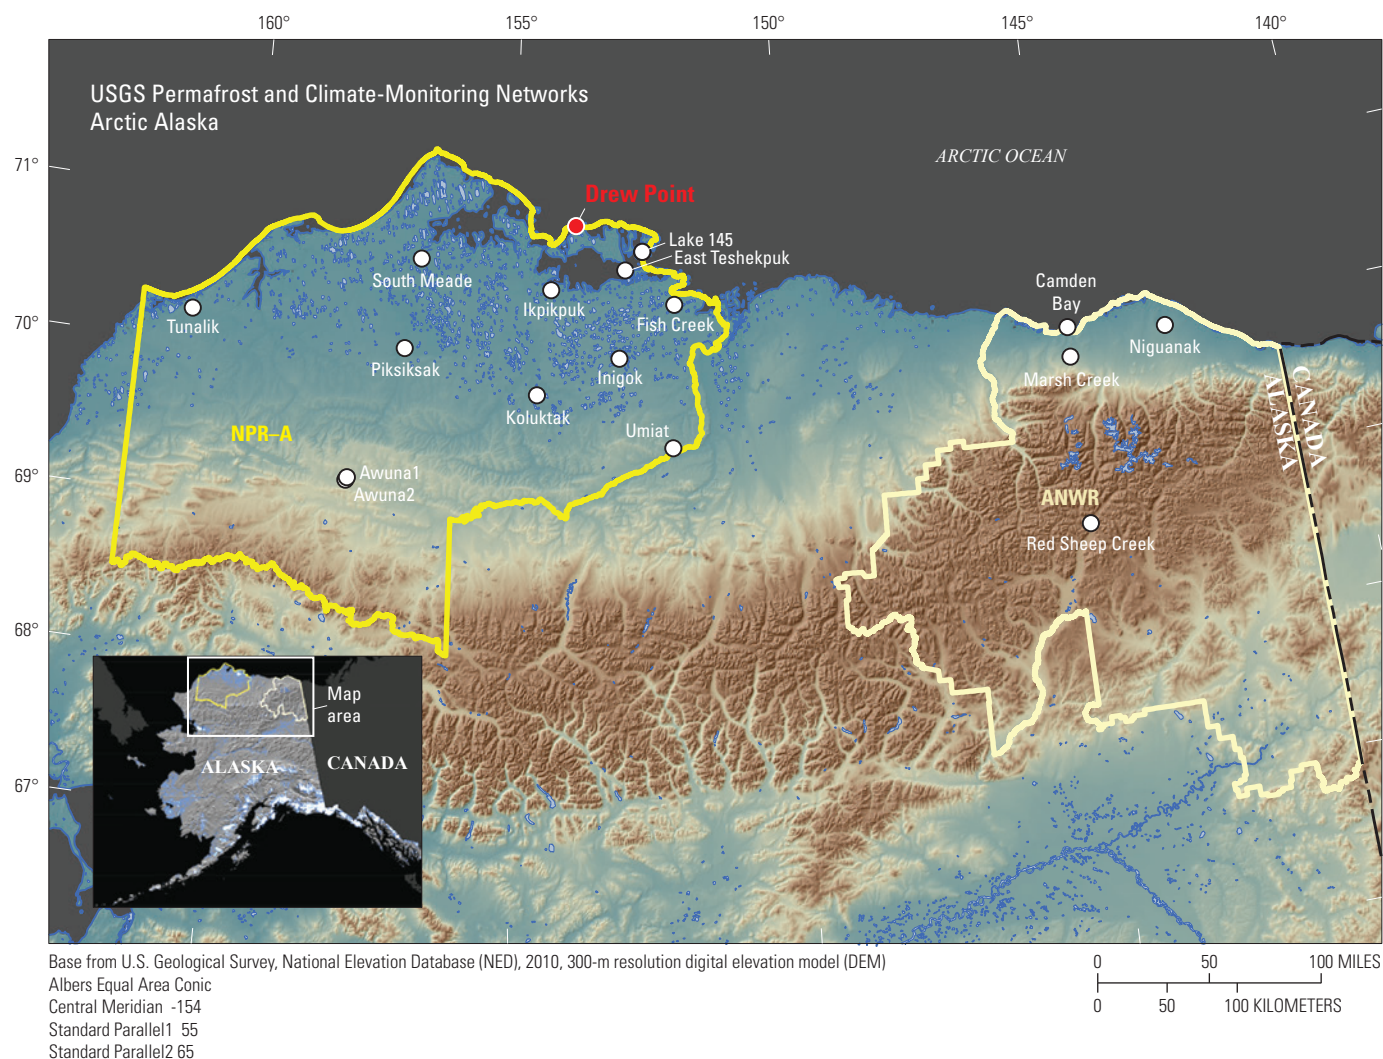 160°
155°
150°
145°
140°
USGS Permafrost and Climate-Monitoring Networks
Arctic Alaska
ARCTIC OCEAN
71°
70°
69°
68°
67°
Drew Point
Lake 145
East Teshekpuk
South Meade
Ikpikpuk
Fish Creek
Tunalik
Piksiksak
Inigok
Koluktak
Umiat
NPR–A
Awuna1
Awuna2
Camden
Bay
Niguanak
Marsh Creek
CANADA
ALASKA
ANWR
Red Sheep Creek
Map
area
ALASKA
CANADA
Base from U.S. Geological Survey, National Elevation Database (NED), 2010, 300-m resolution digital elevation model (DEM)
Albers Equal Area Conic
Central Meridian -154
Standard Parallel1 55
Standard Parallel2 65
0 50 100 MILES
0 50 100 KILOMETERS